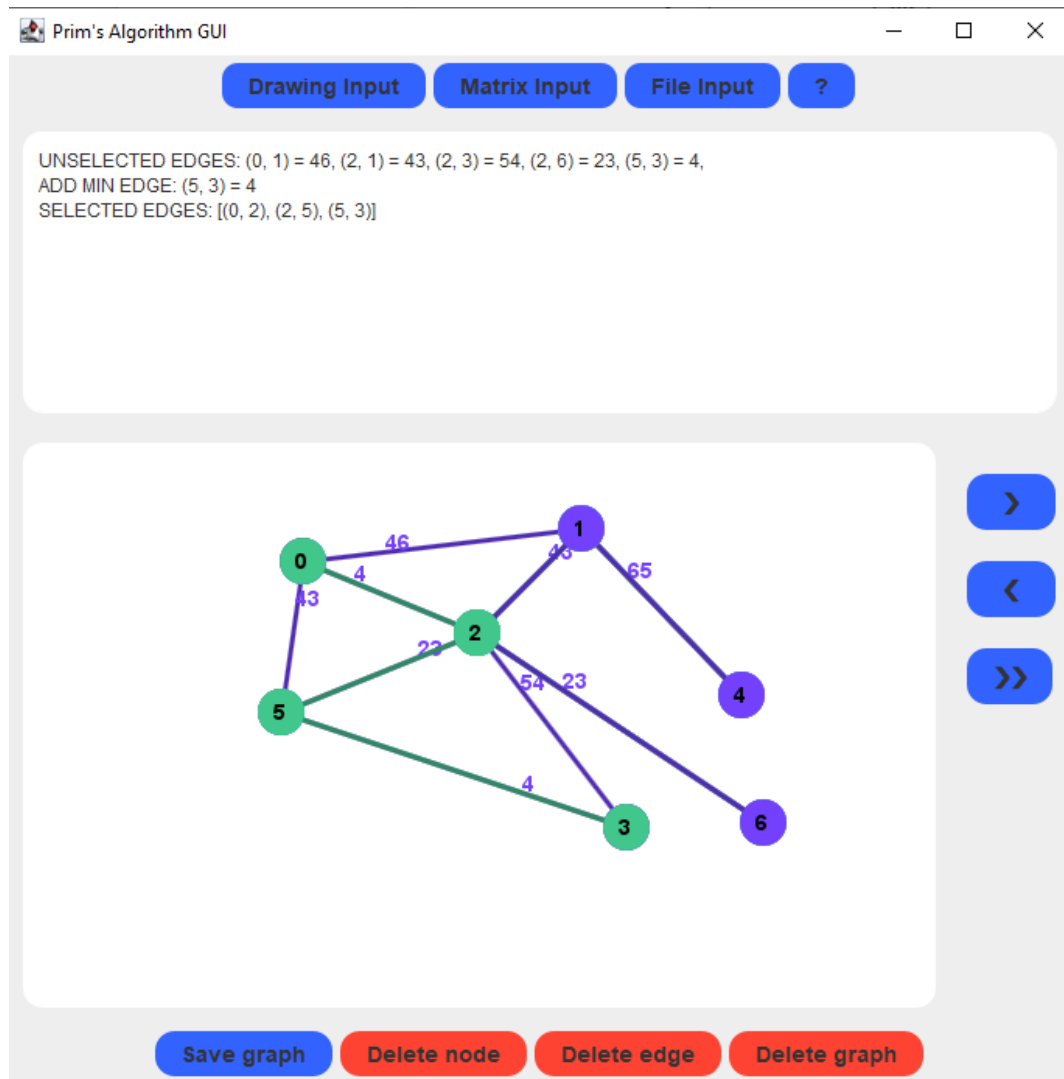 Prim's Algorithm GUI
Drawing Input Matrix Input File Input ?
UNSELECTED EDGES: (0, 1) = 46, (2, 1) = 43, (2, 3) = 54, (2, 6) = 23, (5, 3) = 4,
ADD MIN EDGE: (5, 3) = 4
SELECTED EDGES: [(0, 2), (2, 5), (5, 3)]
1
46
43
0
4
65
43
2
23
54
23
4
5
4
3
6
Save graph Delete node Delete edge Delete graph